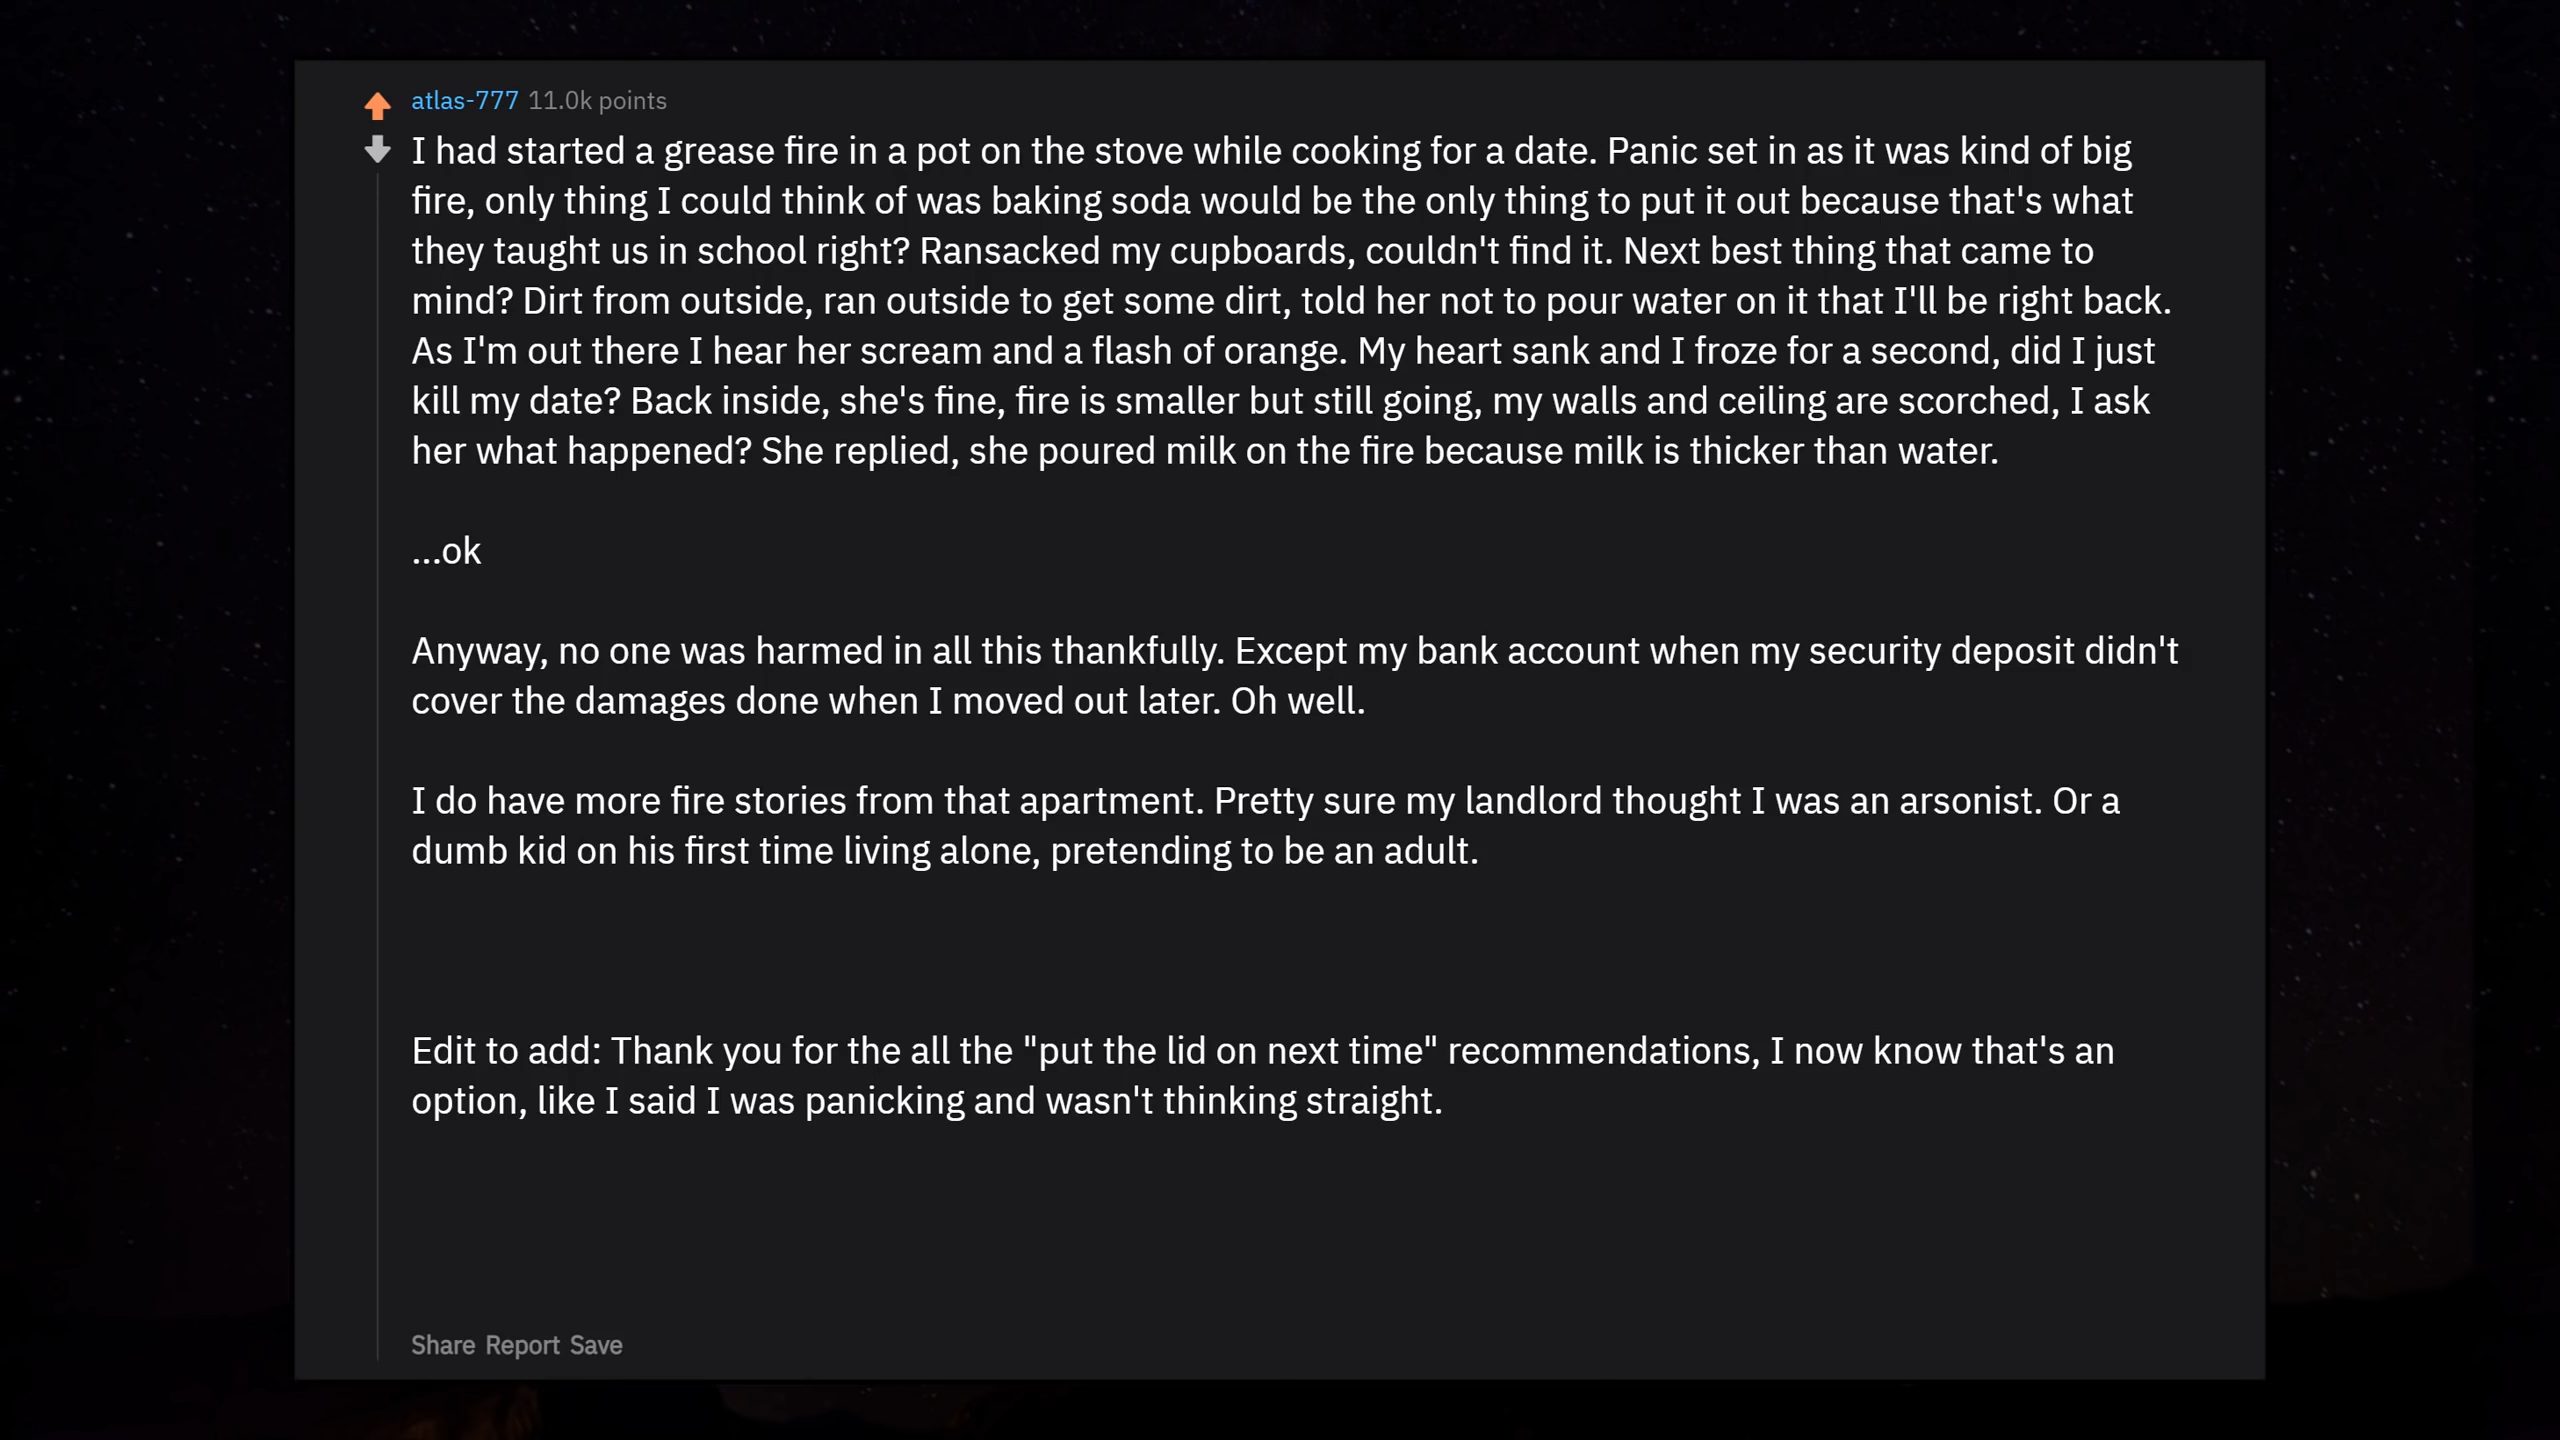 atlas-777 11.0k points
I had started a grease fire in a pot on the stove while cooking for a date. Panic set in as it was kind of big
fire, only thing I could think of was baking soda would be the only thing to put it out because that's what
they taught us in school right? Ransacked my cupboards, couldn't find it. Next best thing that came to
mind? Dirt from outside, ran outside to get some dirt, told her not to pour water on it that I'll be right back.
As I'm out there I hear her scream and a flash of orange. My heart sank and I froze for a second, did I just
kill my date? Back inside, she's fine, fire is smaller but still going, my walls and ceiling are scorched, I ask
her what happened? She replied, she poured milk on the fire because milk is thicker than water.
...ok
Anyway, no one was harmed in all this thankfully. Except my bank account when my security deposit didn't
cover the damages done when I moved out later. Oh well.
I do have more fire stories from that apartment. Pretty sure my landlord thought I was an arsonist. Or a
dumb kid on his first time living alone, pretending to be an adult.
Edit to add: Thank you for the all the "put the lid on next time" recommendations, I now know that's an
option, like I said I was panicking and wasn't thinking straight.
Share Report Save